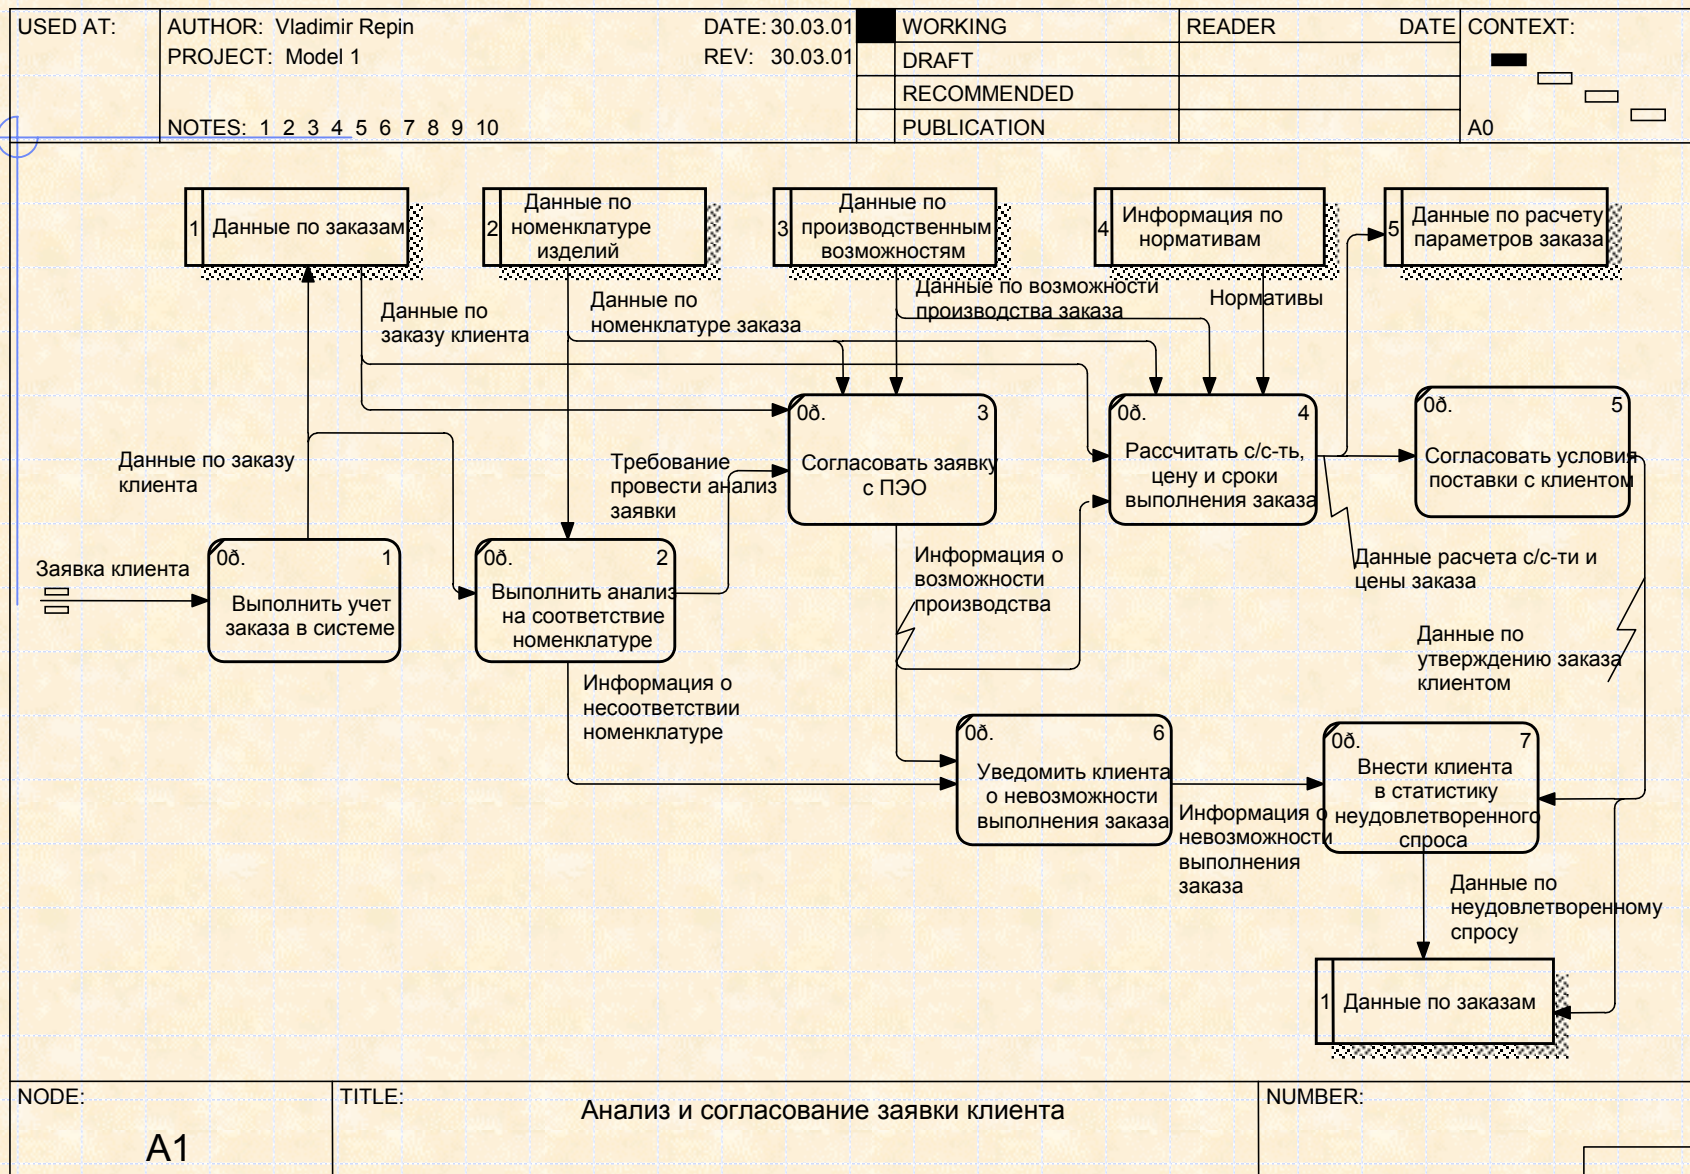 USED AT:
AUTHOR: Vladimir Repin
DATE: 30.03.01
PROJECT: Model 1
REV: 30.03.01
NOTES: 1 2 3 4 5 6 7 8 9 10
WORKING
DRAFT
RECOMMENDED
PUBLICATION
READER DATE
CONTEXT:
A0
1 Данные по заказам
2
Данные по
номенклатуре
изделий
3
Данные по
производственным
возможностям
4
Информация по
нормативам
5
Данные по расчету
параметров заказа
Данные по
заказу клиента
Данные по
номенклатуре заказа
Данные по возможности
производства заказа
Нормативы
Данные по заказу
клиента
Требование
провести анализ
заявки
0ð. 3
Согласовать заявку
с ПЭО
0ð. 4
Рассчитать с/с-ть,
цену и сроки
выполнения заказа
0ð. 5
Согласовать условия
поставки с клиентом
Заявка клиента
0ð. 1
Выполнить учет
заказа в системе
0ð. 2
Выполнить анализ
на соответствие
номенклатуре
Информация о
возможности
производства
Данные расчета с/с-ти и
цены заказа
Данные по
утверждению заказа
клиентом
Информация о
несоответствии
номенклатуре
0ð. 6
Уведомить клиента
о невозможности
выполнения заказа
Информация о
невозможности
выполнения
заказа
0ð. 7
Внести клиента
в статистику
неудовлетворенного
спроса
Данные по
неудовлетворенному
спросу
1 Данные по заказам
NODE:
A1
TITLE:
Анализ и согласование заявки клиента
NUMBER: